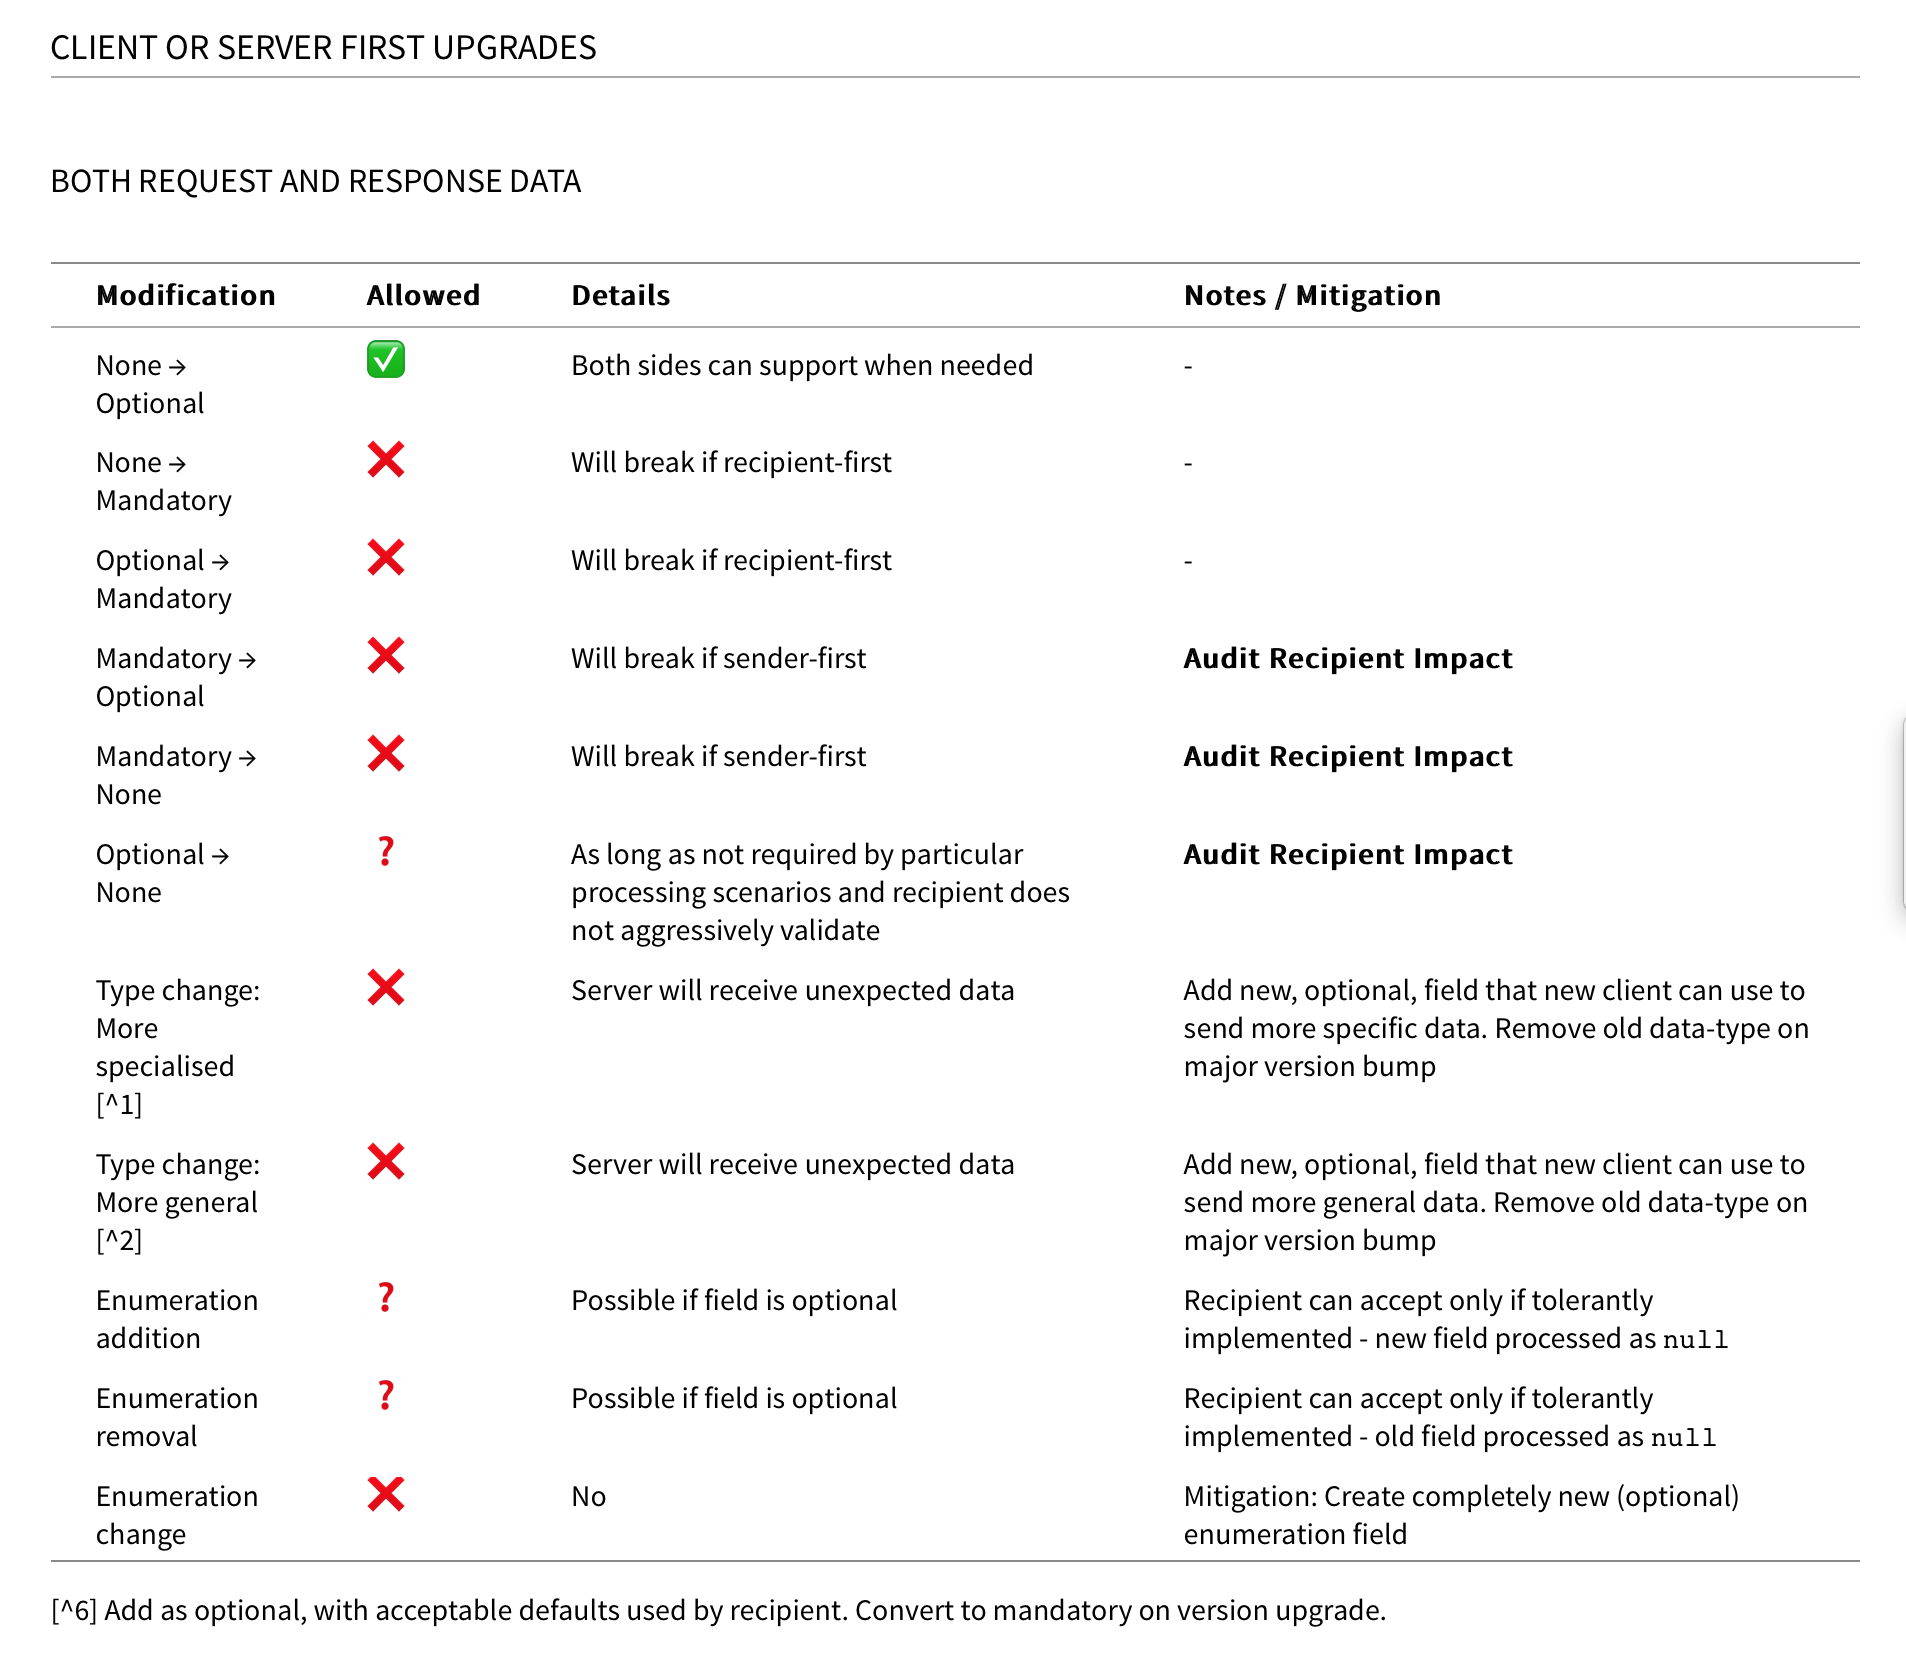 CLIENT OR SERVER FIRST UPGRADES
BOTH REQUEST AND RESPONSE DATA
Modification Allowed Details Notes / Mitigation
None → Both sides can support when needed -
Optional
None → Will break if recipient-first -
Mandatory
Optional → Will break if recipient-first -
Mandatory
Mandatory → Will break if sender-first Audit Recipient Impact
Optional
Mandatory → Will break if sender-first Audit Recipient Impact
None
Optional → ? As long as not required by particular Audit Recipient Impact
None processing scenarios and recipient does
not aggressively validate
Type change: Server will receive unexpected data Add new, optional, field that new client can use to
More send more specific data. Remove old data-type on
specialised major version bump
[^1]
Type change: Server will receive unexpected data Add new, optional, field that new client can use to
More general send more general data. Remove old data-type on
[^2] major version bump
Enumeration ? Possible if field is optional Recipient can accept only if tolerantly
addition implemented - new field processed as null
Enumeration ? Possible if field is optional Recipient can accept only if tolerantly
removal implemented - old field processed as null
Enumeration No Mitigation: Create completely new (optional)
change enumeration field
[^6] Add as optional, with acceptable defaults used by recipient. Convert to mandatory on version upgrade.